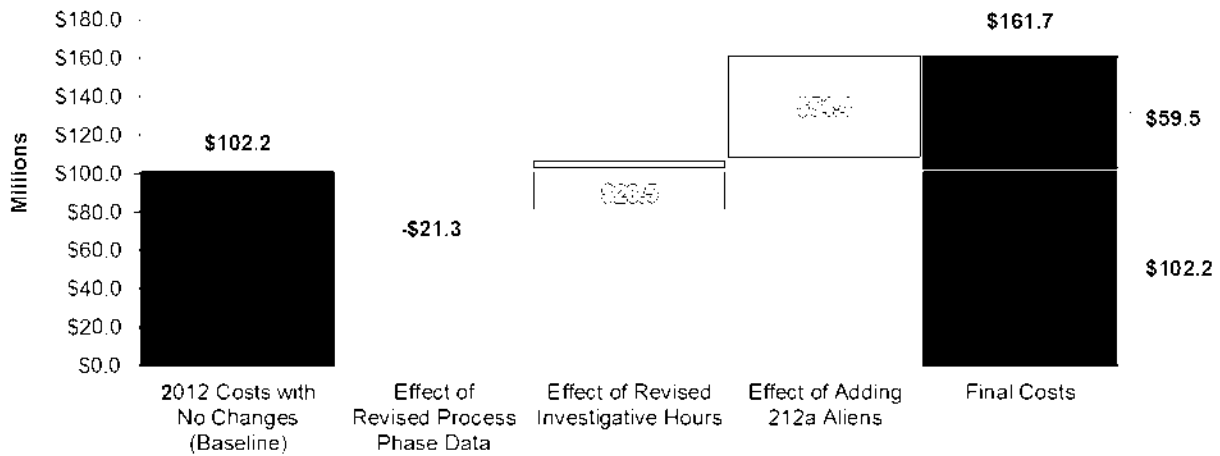 $180.0
$160.0
$140.0
$120.0
$100.0
$80.0
$60.0
$40.0
$20.0
$0.0
Millions
$102.2
-$21.3
$161.7
$59.5
$102.2
2012 Costs with
No Changes
(Baseline)
Effect of
Revised Process
Phase Data
Effect of Revised
Investigative Hours
Effect of Adding
212a Aliens
Final Costs